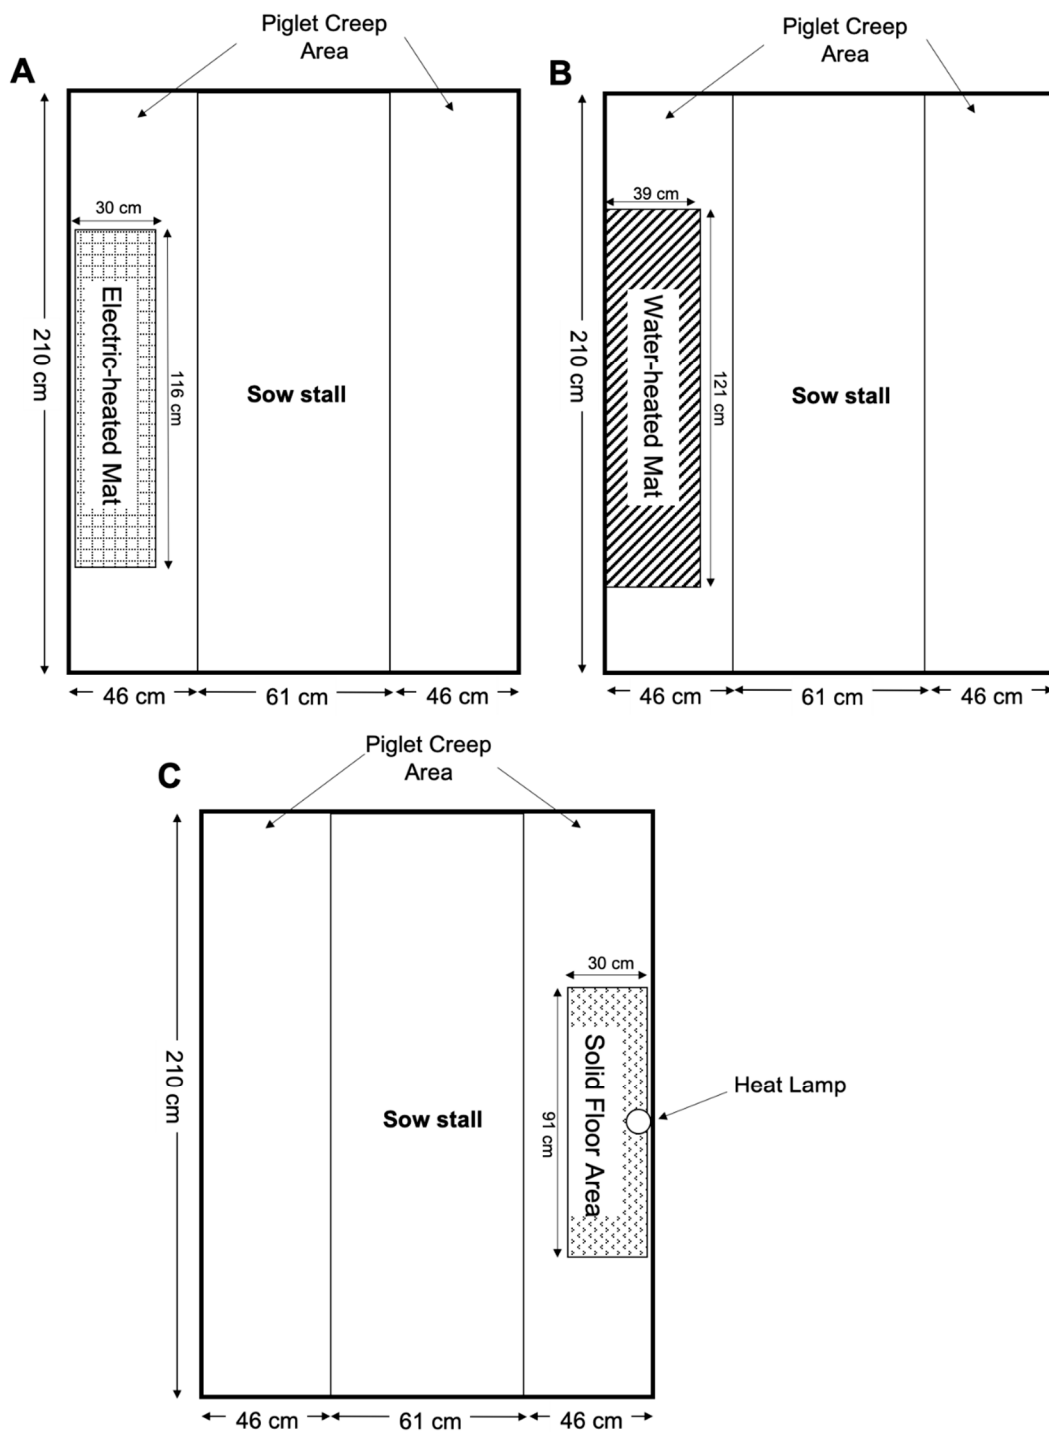 Piglet Creep
Area
A
30 cm
210 cm
Electric-heated Mat
116 cm
Sow stall
46 cm
61 cm
46 cm
Piglet Creep
Area
B
39 cm
210 cm
Water-heated Mat
121 cm
Sow stall
46 cm
61 cm
46 cm
Piglet Creep
Area
C
30 cm
210 cm
Sow stall
91 cm
Solid Floor Area
Heat Lamp
46 cm
61 cm
46 cm